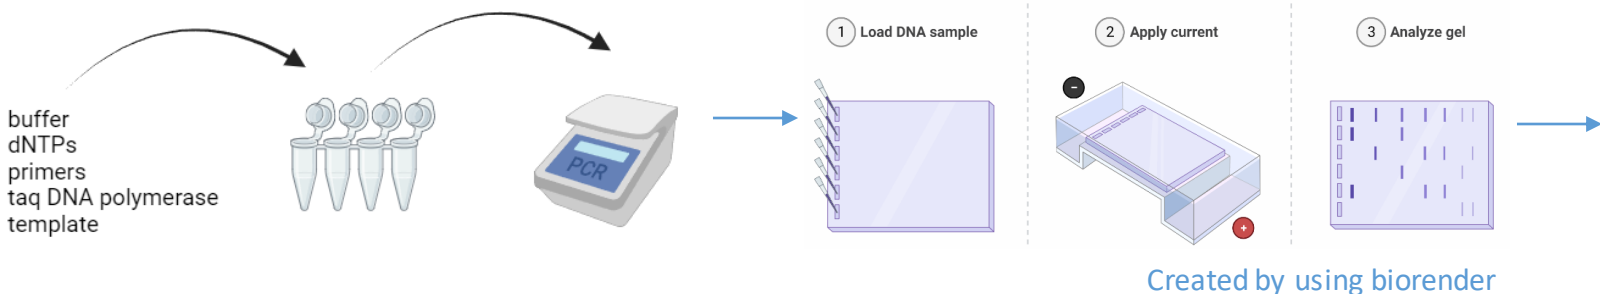 buffer
dNTPs
primers
taq DNA polymerase
template
PCR
1 Load DNA sample
2 Apply current
3 Analyze gel
-
+
Created by using biorender